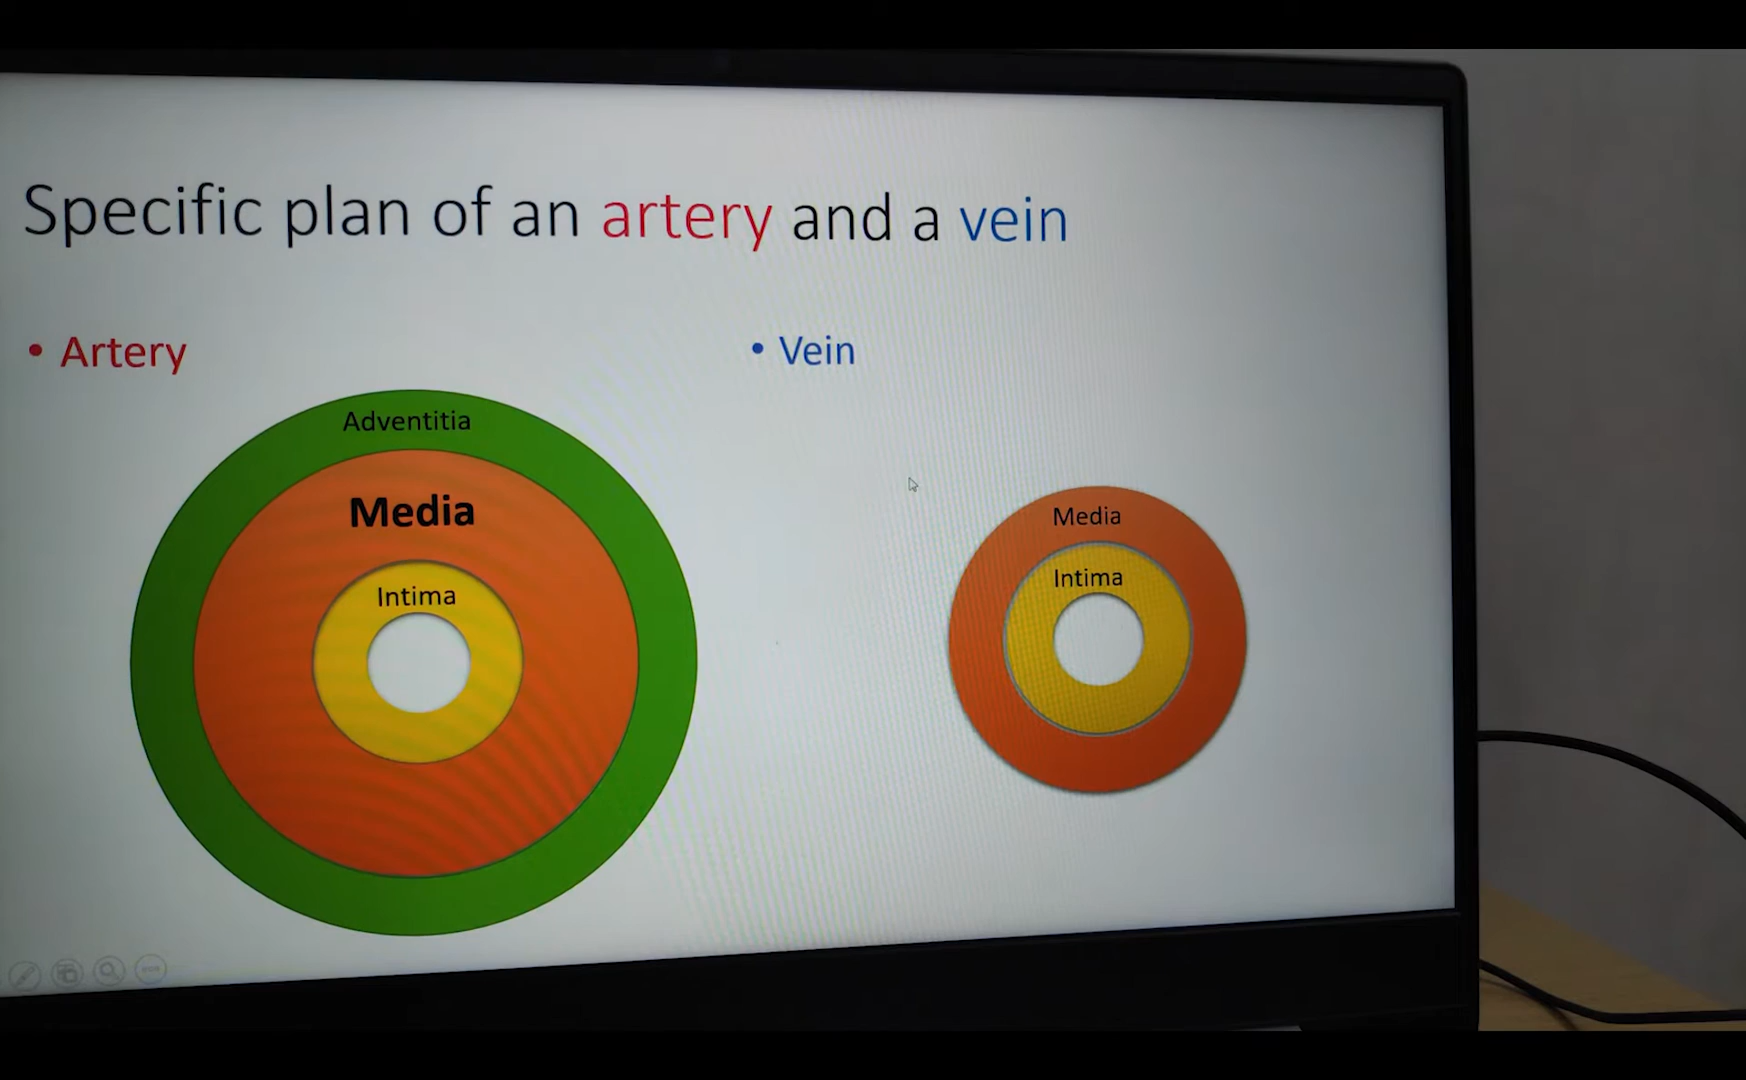 Specific plan of an artery and a vein
• Artery
Adventitia
Media
Intima
• Vein
Media
Intima